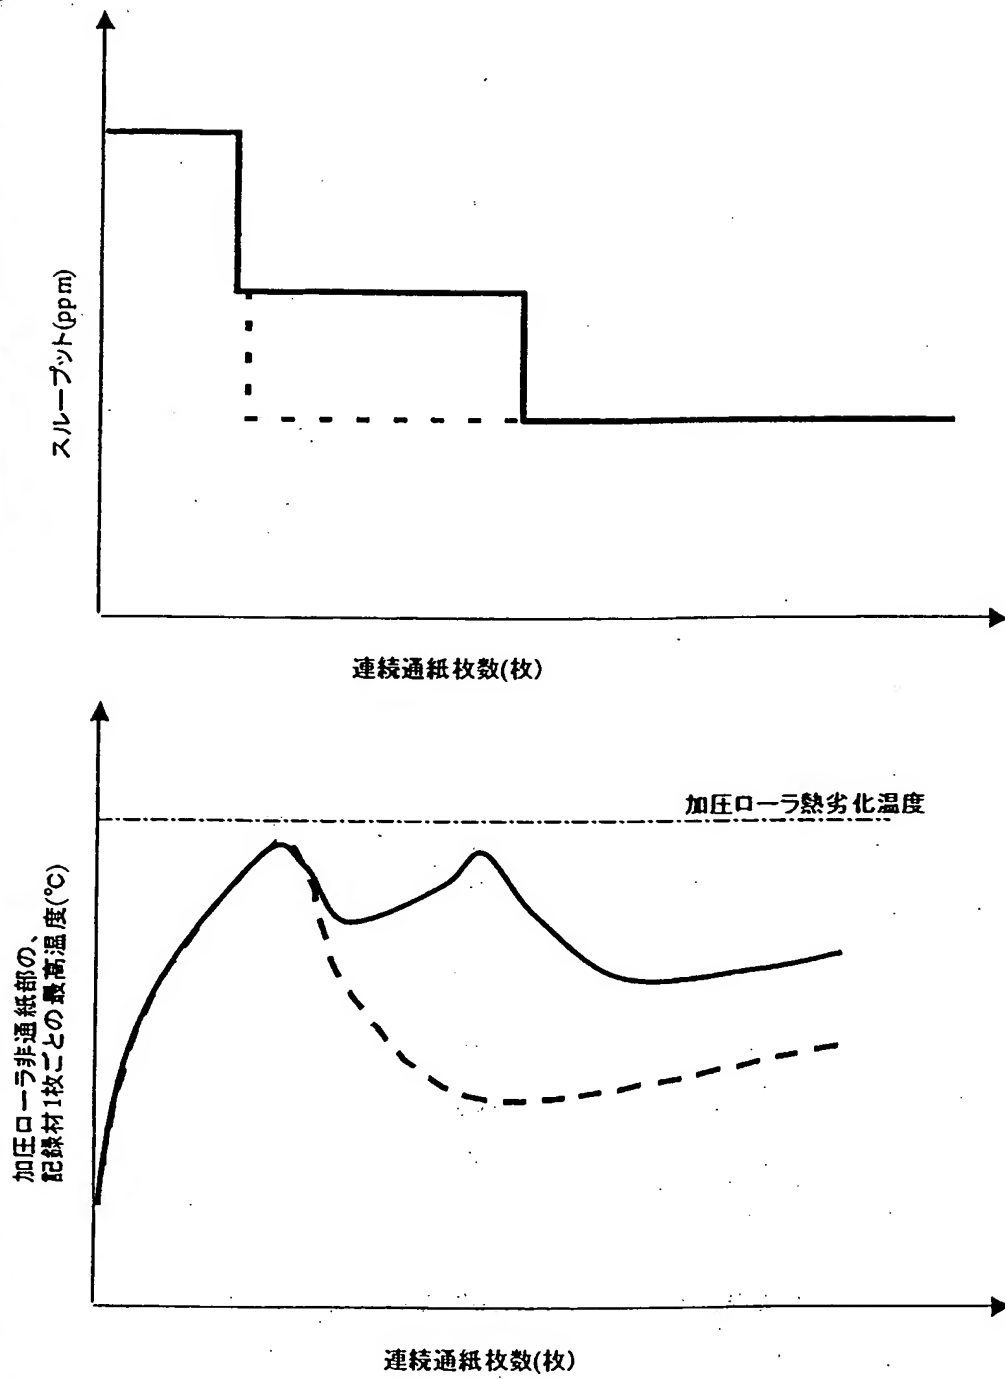 スループット(ppm)
連続通紙枚数(枚)
加圧ローラ熱劣化温度
加圧ローラ非通紙部の、
記録材1枚ごとの最高温度(℃)
連続通紙枚数(枚)